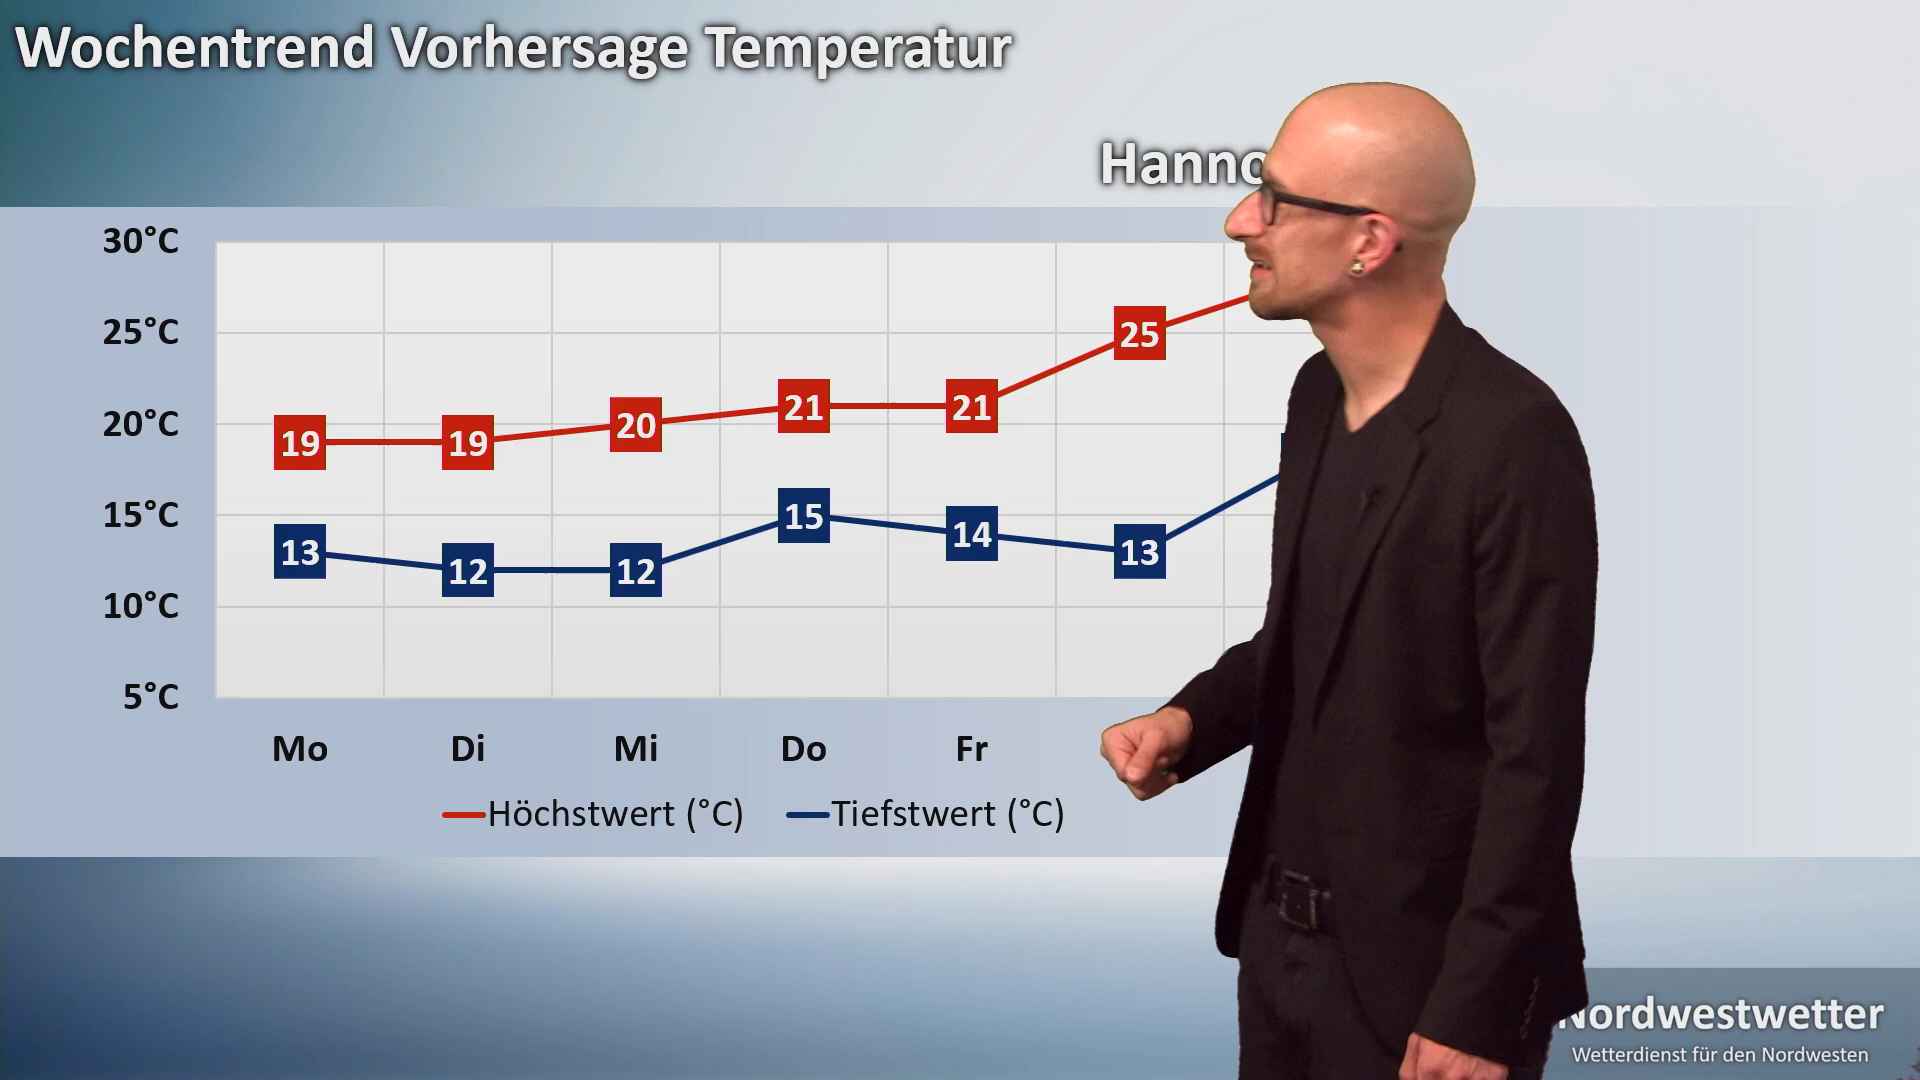 Wochentrend Vorhersage Temperatur
30°C
25°C
20°C
15°C
10°C
5°C
25
19 19 20 21 21
13 12 12 15 14 13
Mo Di Mi Do Fr
Höchstwert (°C) Tiefstwert (°C)
Nordwestwetter
Wetterdienst für den Nordwesten